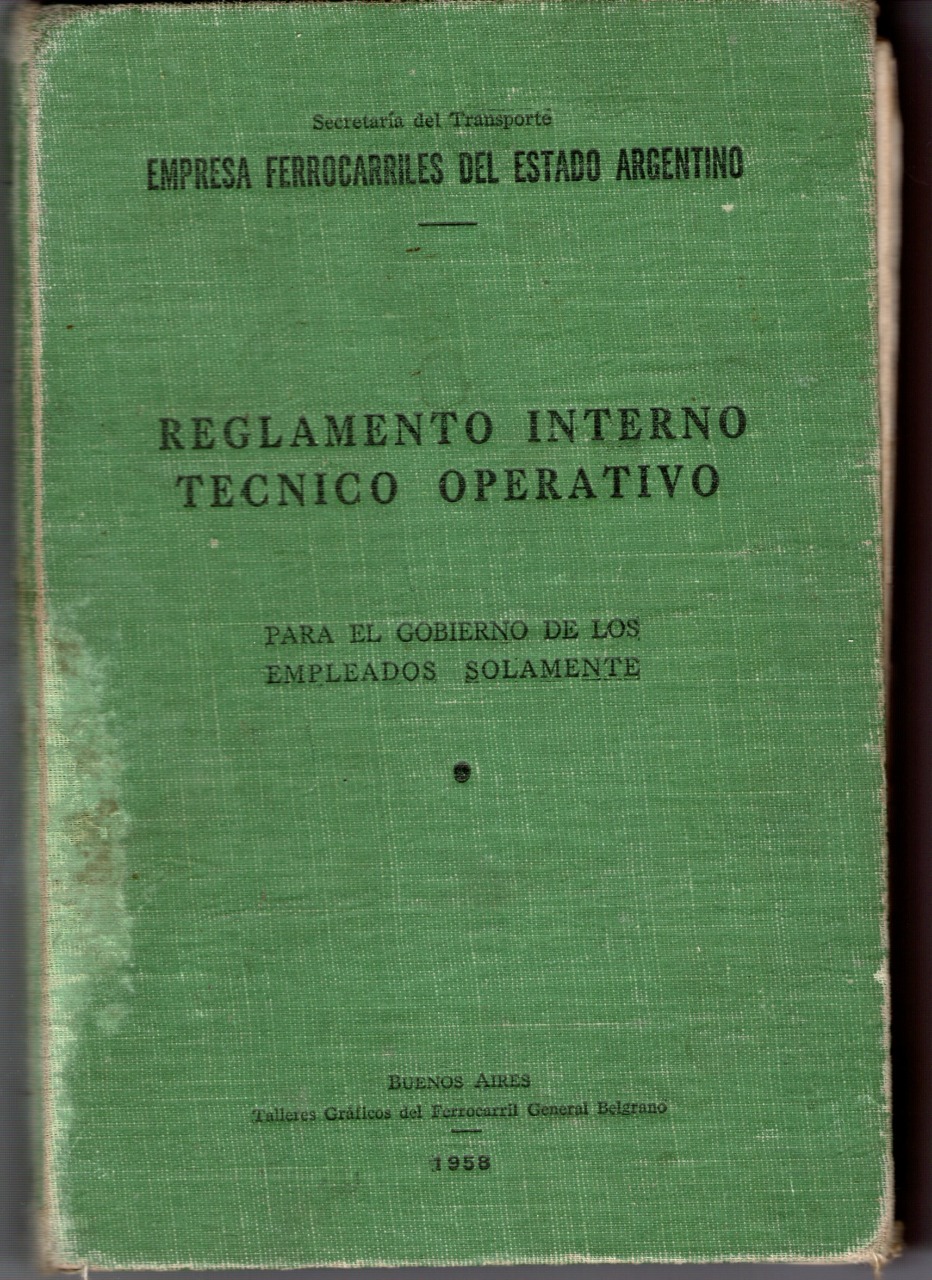 Secretaría del Transporte
EMPRESA FERROCARRILES DEL ESTADO ARGENTINO
REGLAMENTO INTERNO
TECNICO OPERATIVO
PARA EL GOBIERNO DE LOS
EMPLEADOS SOLAMENTE
BUENOS AIRES
Talleres Gráficos del Ferrocarril General Belgrano
1958